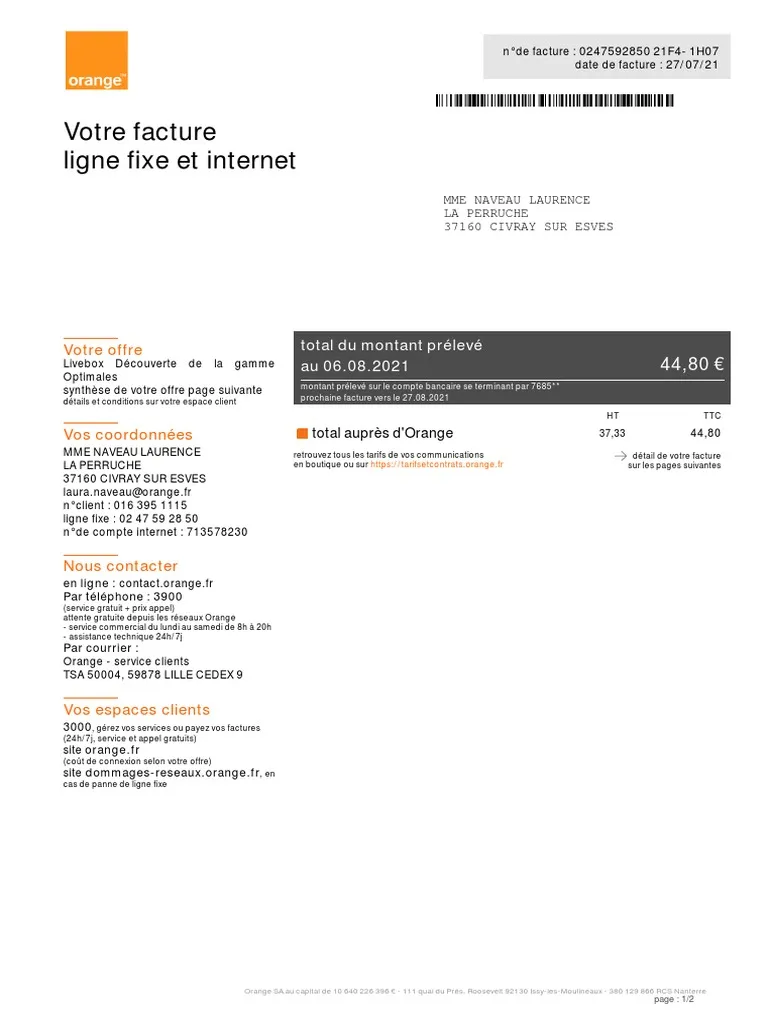 orange™
n°de facture : 0247592850 21F4- 1H07
date de facture : 27/07/21
Votre facture
ligne fixe et internet
MME NAVEAU LAURENCE
LA PERRUCHE
37160 CIVRAY SUR ESVES
Votre offre
Livebox Découverte de la gamme
Optimales
synthèse de votre offre page suivante
détails et conditions sur votre espace client
Vos coordonnées
MME NAVEAU LAURENCE
LA PERRUCHE
37160 CIVRAY SUR ESVES
laura.naveau@orange.fr
n°client : 016 395 1115
ligne fixe : 02 47 59 28 50
n°de compte internet : 713578230
Nous contacter
en ligne : contact.orange.fr
Par téléphone : 3900
(service gratuit + prix appel)
attente gratuite depuis les réseaux Orange
- service commercial du lundi au samedi de 8h à 20h
- assistance technique 24h/7j
Par courrier :
Orange - service clients
TSA 50004, 59878 LILLE CEDEX 9
Vos espaces clients
3000, gérez vos services ou payez vos factures
(24h/7j, service et appel gratuits)
site orange.fr
(coût de connexion selon votre offre)
site dommages-reseaux.orange.fr, en
cas de panne de ligne fixe
total du montant prélevé
au 06.08.2021 44,80 €
montant prélevé sur le compte bancaire se terminant par 7685**
prochaine facture vers le 27.08.2021
HT TTC
total auprès d'Orange 37,33 44,80
retrouvez tous les tarifs de vos communications
en boutique ou sur https://tarifsetcontrats.orange.fr
détail de votre facture
sur les pages suivantes
Orange SA au capital de 10 640 226 396 € - 111 quai du Prés. Roosevelt 92130 Issy-les-Moulineaux - 380 129 866 RCS Nanterre
page : 1/2